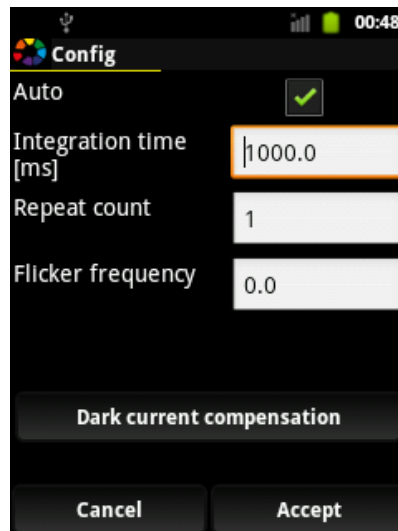 00:48
Config
Auto
Integration time
[ms]
1000.0
Repeat count
1
Flicker frequency
0.0
Dark current compensation
Cancel
Accept